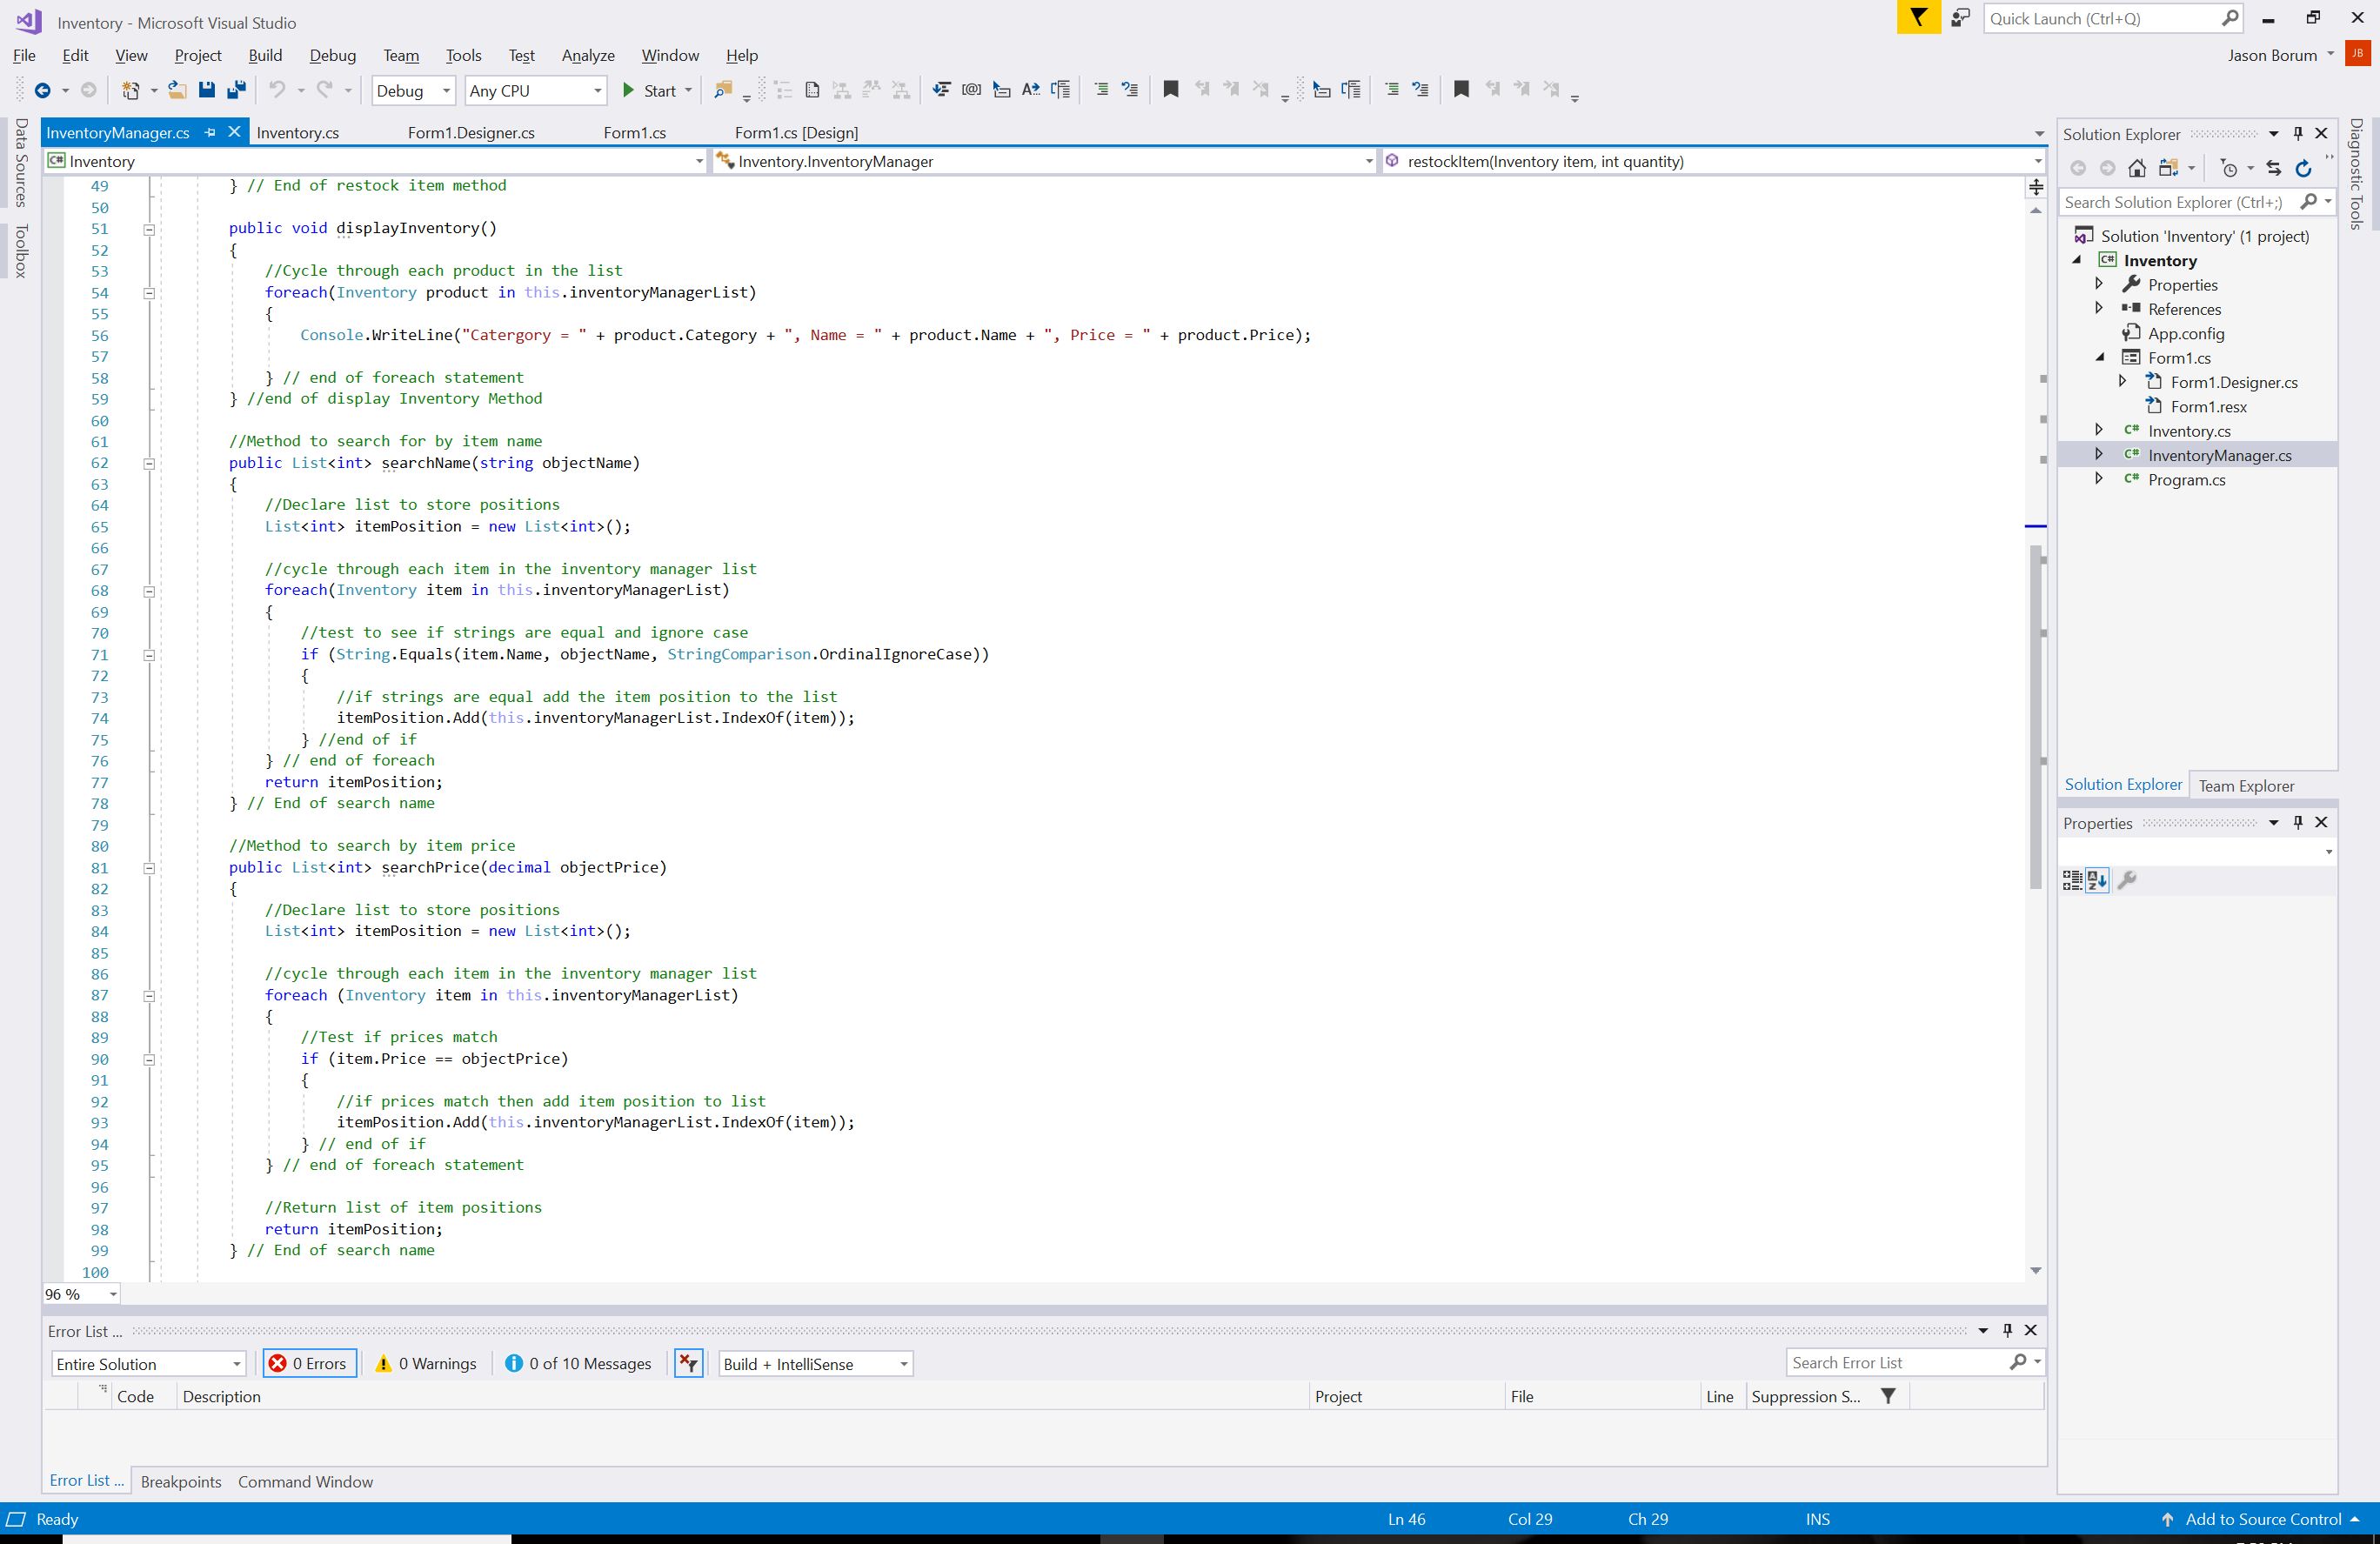 Inventory - Microsoft Visual Studio
Quick Launch (Ctrl+Q)
File Edit View Project Build Debug Team Tools Test Analyze Window Help
Jason Borum JB
Debug Any CPU Start
Data Sources
Toolbox
InventoryManager.cs Inventory.cs Form1.Designer.cs Form1.cs Form1.cs [Design]
Inventory Inventory.InventoryManager restockItem(Inventory item, int quantity)
49 } // End of restock item method
50
51 public void displayInventory()
52 {
53 //Cycle through each product in the list
54 foreach(Inventory product in this.inventoryManagerList)
55 {
56 Console.WriteLine("Catergory = " + product.Category + ", Name = " + product.Name + ", Price = " + product.Price);
57
58 } // end of foreach statement
59 } //end of display Inventory Method
60
61 //Method to search for by item name
62 public List<int> searchName(string objectName)
63 {
64 //Declare list to store positions
65 List<int> itemPosition = new List<int>();
66
67 //cycle through each item in the inventory manager list
68 foreach(Inventory item in this.inventoryManagerList)
69 {
70 //test to see if strings are equal and ignore case
71 if (String.Equals(item.Name, objectName, StringComparison.OrdinalIgnoreCase))
72 {
73 //if strings are equal add the item position to the list
74 itemPosition.Add(this.inventoryManagerList.IndexOf(item));
75 } //end of if
76 } // end of foreach
77 return itemPosition;
78 } // End of search name
79
80 //Method to search by item price
81 public List<int> searchPrice(decimal objectPrice)
82 {
83 //Declare list to store positions
84 List<int> itemPosition = new List<int>();
85
86 //cycle through each item in the inventory manager list
87 foreach (Inventory item in this.inventoryManagerList)
88 {
89 //Test if prices match
90 if (item.Price == objectPrice)
91 {
92 //if prices match then add item position to list
93 itemPosition.Add(this.inventoryManagerList.IndexOf(item));
94 } // end of if
95 } // end of foreach statement
96
97 //Return list of item positions
98 return itemPosition;
99 } // End of search name
100
96 %
Error List ...
Entire Solution 0 Errors 0 Warnings 0 of 10 Messages Build + IntelliSense Search Error List
Code Description Project File Line Suppression S...
Error List ... Breakpoints Command Window
Solution Explorer
Search Solution Explorer (Ctrl+;)
Solution 'Inventory' (1 project)
C# Inventory
Properties
References
App.config
Form1.cs
Form1.Designer.cs
Form1.resx
C# Inventory.cs
C# InventoryManager.cs
C# Program.cs
Solution Explorer Team Explorer
Properties
Diagnostic Tools
Ready Ln 46 Col 29 Ch 29 INS Add to Source Control